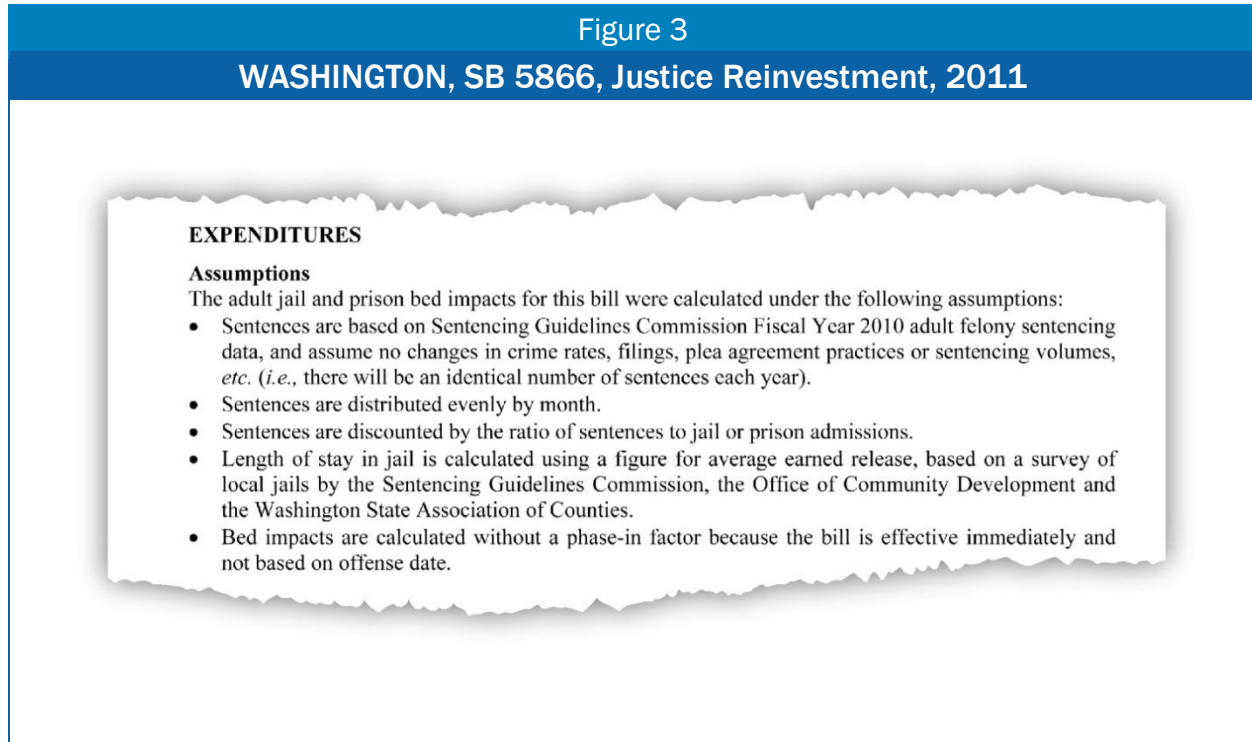 Figure 3
WASHINGTON, SB 5866, Justice Reinvestment, 2011
EXPENDITURES
Assumptions
The adult jail and prison bed impacts for this bill were calculated under the following assumptions:
• Sentences are based on Sentencing Guidelines Commission Fiscal Year 2010 adult felony sentencing
data, and assume no changes in crime rates, filings, plea agreement practices or sentencing volumes,
etc. (i.e., there will be an identical number of sentences each year).
• Sentences are distributed evenly by month.
• Sentences are discounted by the ratio of sentences to jail or prison admissions.
• Length of stay in jail is calculated using a figure for average earned release, based on a survey of
local jails by the Sentencing Guidelines Commission, the Office of Community Development and
the Washington State Association of Counties.
• Bed impacts are calculated without a phase-in factor because the bill is effective immediately and
not based on offense date.